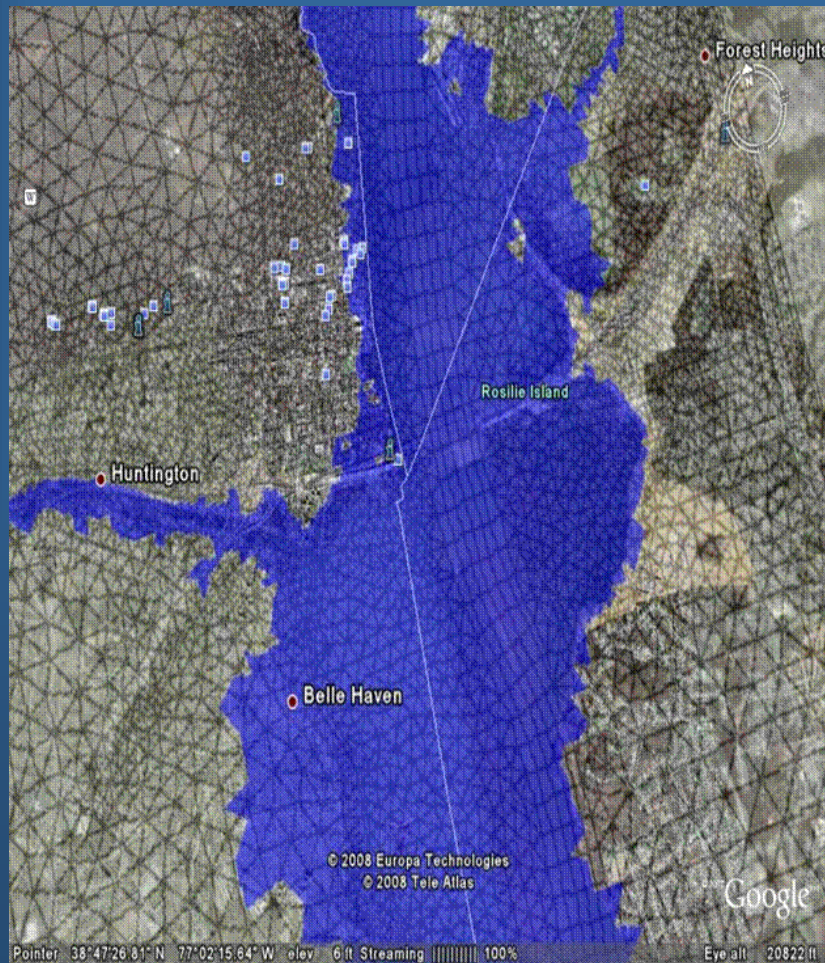 Forest Heights
N
Rosilie Island
Huntington
Belle Haven
© 2008 Europa Technologies
© 2008 Tele Atlas
Google
Pointer 38°47'26.81" N 77°02'15.64" W elev 6 ft Streaming |||||||||| 100% Eye alt 20822 ft